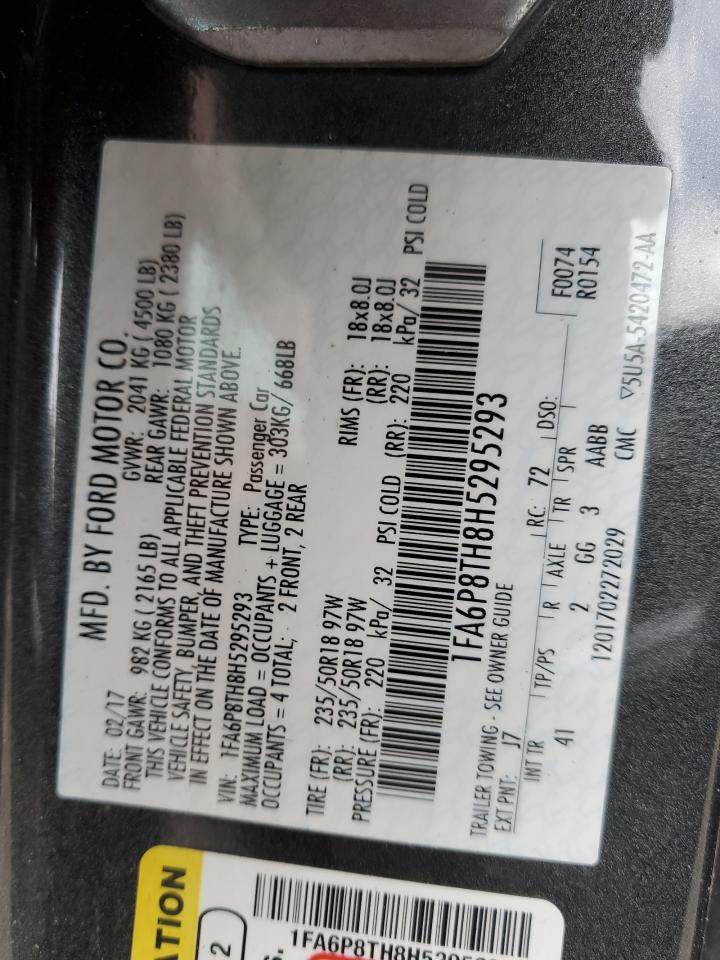 MFD. BY FORD MOTOR CO.
DATE: 02/17 GVWR: 2041 KG ( 4500 LB)
FRONT GAWR: 982 KG ( 2165 LB) REAR GAWR: 1080 KG ( 2380 LB)
THIS VEHICLE CONFORMS TO ALL APPLICABLE FEDERAL MOTOR
VEHICLE SAFETY, BUMPER, AND THEFT PREVENTION STANDARDS
IN EFFECT ON THE DATE OF MANUFACTURE SHOWN ABOVE.
VIN: 1FA6P8TH8H5295293 TYPE: Passenger Car
MAXIMUM LOAD = OCCUPANTS + LUGGAGE = 303KG/ 668LB
OCCUPANTS = 4 TOTAL; 2 FRONT, 2 REAR
TIRE (FR): 235/50R18 97W RIMS (FR): 18x8.0J
(RR): 235/50R18 97W (RR): 18x8.0J
PRESSURE (FR): 220 kPa/ 32 PSI COLD (RR): 220 kPa/ 32 PSI COLD
1FA6P8TH8H5295293
TRAILER TOWING - SEE OWNER GUIDE
EXT PNT: J7 RC: 72 DSO: F0074
INT TR TP/PS R AXLE TR SPR R0154
41 2 GG 3 AABB
1201702272029 CMC ▽5U5A-5420472-AA
ATION
2
1FA6P8TH8H5295